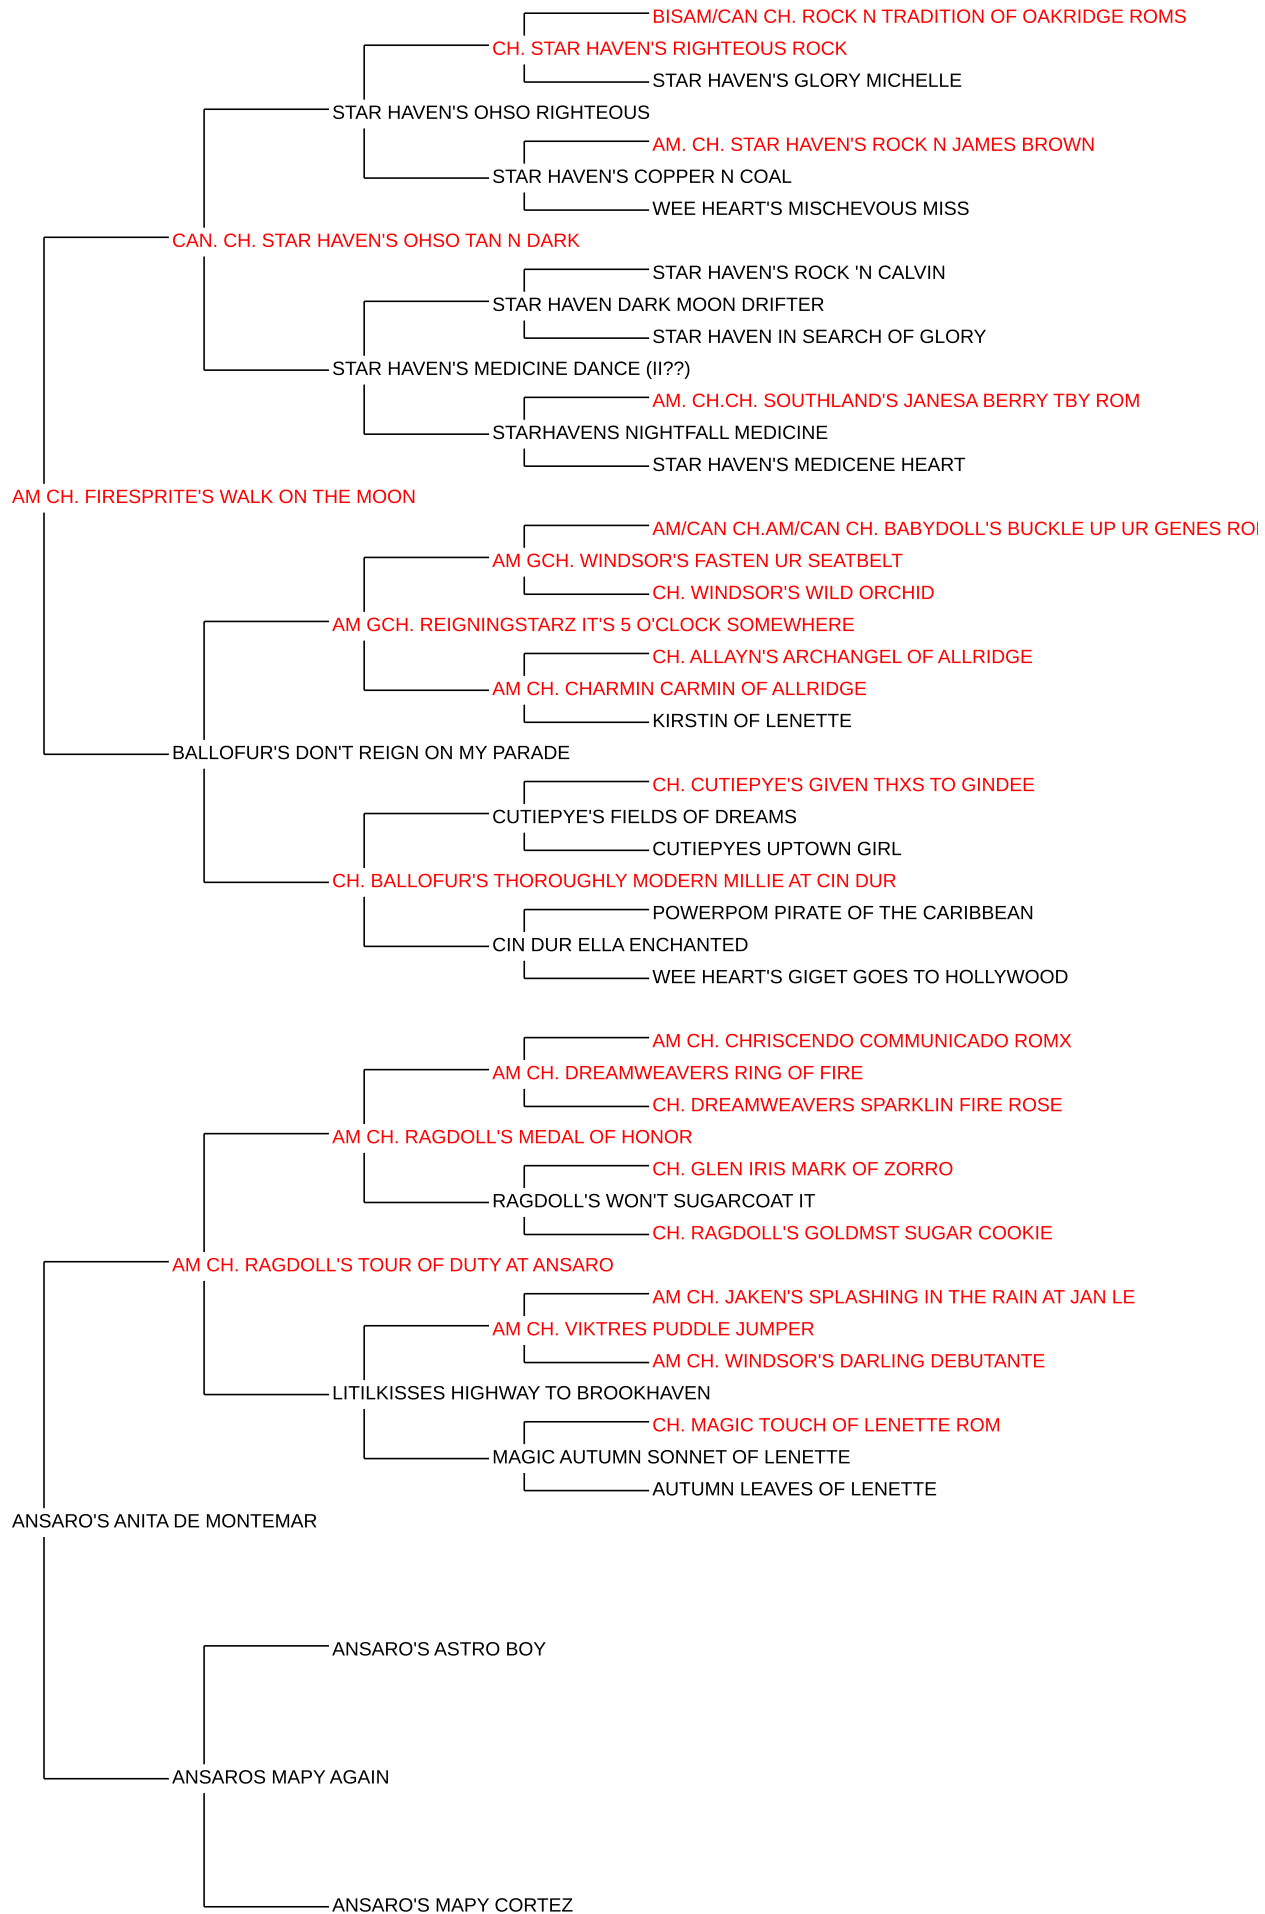 BISAM/CAN CH. ROCK N TRADITION OF OAKRIDGE ROMS
CH. STAR HAVEN'S RIGHTEOUS ROCK
STAR HAVEN'S GLORY MICHELLE
STAR HAVEN'S OHSO RIGHTEOUS
AM. CH. STAR HAVEN'S ROCK N JAMES BROWN
STAR HAVEN'S COPPER N COAL
WEE HEART'S MISCHEVOUS MISS
CAN. CH. STAR HAVEN'S OHSO TAN N DARK
STAR HAVEN'S ROCK 'N CALVIN
STAR HAVEN DARK MOON DRIFTER
STAR HAVEN IN SEARCH OF GLORY
STAR HAVEN'S MEDICINE DANCE (II??)
AM. CH.CH. SOUTHLAND'S JANESA BERRY TBY ROM
STARHAVENS NIGHTFALL MEDICINE
STAR HAVEN'S MEDICENE HEART
AM CH. FIRESPRITE'S WALK ON THE MOON
AM/CAN CH.AM/CAN CH. BABYDOLL'S BUCKLE UP UR GENES
AM GCH. WINDSOR'S FASTEN UR SEATBELT
CH. WINDSOR'S WILD ORCHID
AM GCH. REIGNINGSTARZ IT'S 5 O'CLOCK SOMEWHERE
CH. ALLAYN'S ARCHANGEL OF ALLRIDGE
AM CH. CHARMIN CARMIN OF ALLRIDGE
KIRSTIN OF LENETTE
BALLOFUR'S DON'T REIGN ON MY PARADE
CH. CUTIEPYE'S GIVEN THXS TO GINDEE
CUTIEPYE'S FIELDS OF DREAMS
CUTIEPYES UPTOWN GIRL
CH. BALLOFUR'S THOROUGHLY MODERN MILLIE AT CIN DUR
POWERPOM PIRATE OF THE CARIBBEAN
CIN DUR ELLA ENCHANTED
WEE HEART'S GIGET GOES TO HOLLYWOOD
AM CH. CHRISCENDO COMMUNICADO ROMX
AM CH. DREAMWEAVERS RING OF FIRE
CH. DREAMWEAVERS SPARKLIN FIRE ROSE
AM CH. RAGDOLL'S MEDAL OF HONOR
CH. GLEN IRIS MARK OF ZORRO
RAGDOLL'S WON'T SUGARCOAT IT
CH. RAGDOLL'S GOLDMST SUGAR COOKIE
AM CH. RAGDOLL'S TOUR OF DUTY AT ANSARO
AM CH. JAKEN'S SPLASHING IN THE RAIN AT JAN LE
AM CH. VIKTRES PUDDLE JUMPER
AM CH. WINDSOR'S DARLING DEBUTANTE
LITILKISSES HIGHWAY TO BROOKHAVEN
CH. MAGIC TOUCH OF LENETTE ROM
MAGIC AUTUMN SONNET OF LENETTE
AUTUMN LEAVES OF LENETTE
ANSARO'S ANITA DE MONTEMAR
ANSARO'S ASTRO BOY
ANSAROS MAPY AGAIN
ANSARO'S MAPY CORTEZ